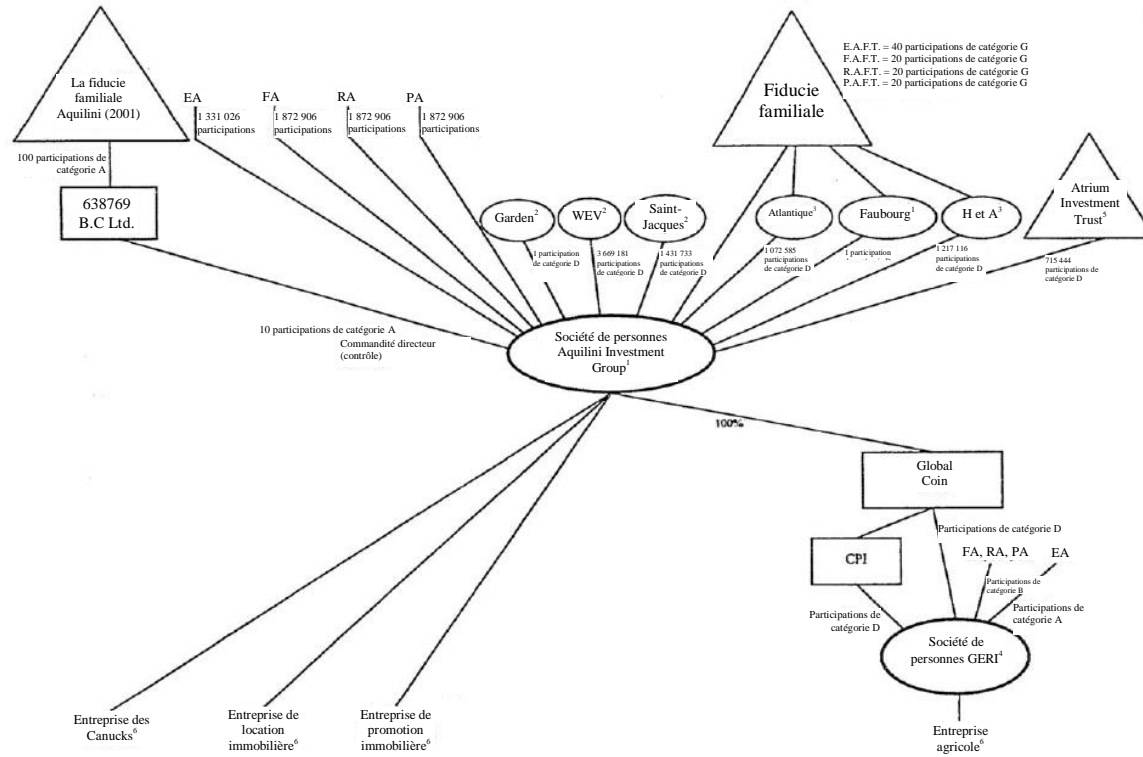 La fiducie
familiale
Aquilini (2001)
100 participations de
catégorie A
638769
B.C Ltd.
EA
1 331 026
participations
FA
1 872 906
participations
RA
1 872 906
participations
PA
1 872 906
participations
Fiducie
familiale
E.A.F.T. = 40 participations de catégorie G
F.A.F.T. = 20 participations de catégorie G
R.A.F.T. = 20 participations de catégorie G
P.A.F.T. = 20 participations de catégorie G
Garden²
WEV²
Saint-
Jacques²
Atlantique³
Faubourg¹
H et A³
Atrium
Investment
Trust⁵
1 participation
de catégorie D
3 669 181
participations
de catégorie D
1 431 733
participations
de catégorie D
1 072 585
participations
de catégorie D
1 participation
de catégorie D
1 217 116
participations
de catégorie D
715 444
participations de
catégorie D
10 participations de catégorie A
Commandité directeur
(contrôle)
Société de personnes
Aquilini Investment
Group¹
100%
Global
Coin
Participations de catégorie D
CPI
FA, RA, PA
EA
Participations de
catégorie B
Participations de
catégorie D
Participations de
catégorie A
Société de
personnes GERI⁴
Entreprise des
Canucks⁶
Entreprise de
location
immobilière⁶
Entreprise de
promotion
immobilière⁶
Entreprise
agricole⁶